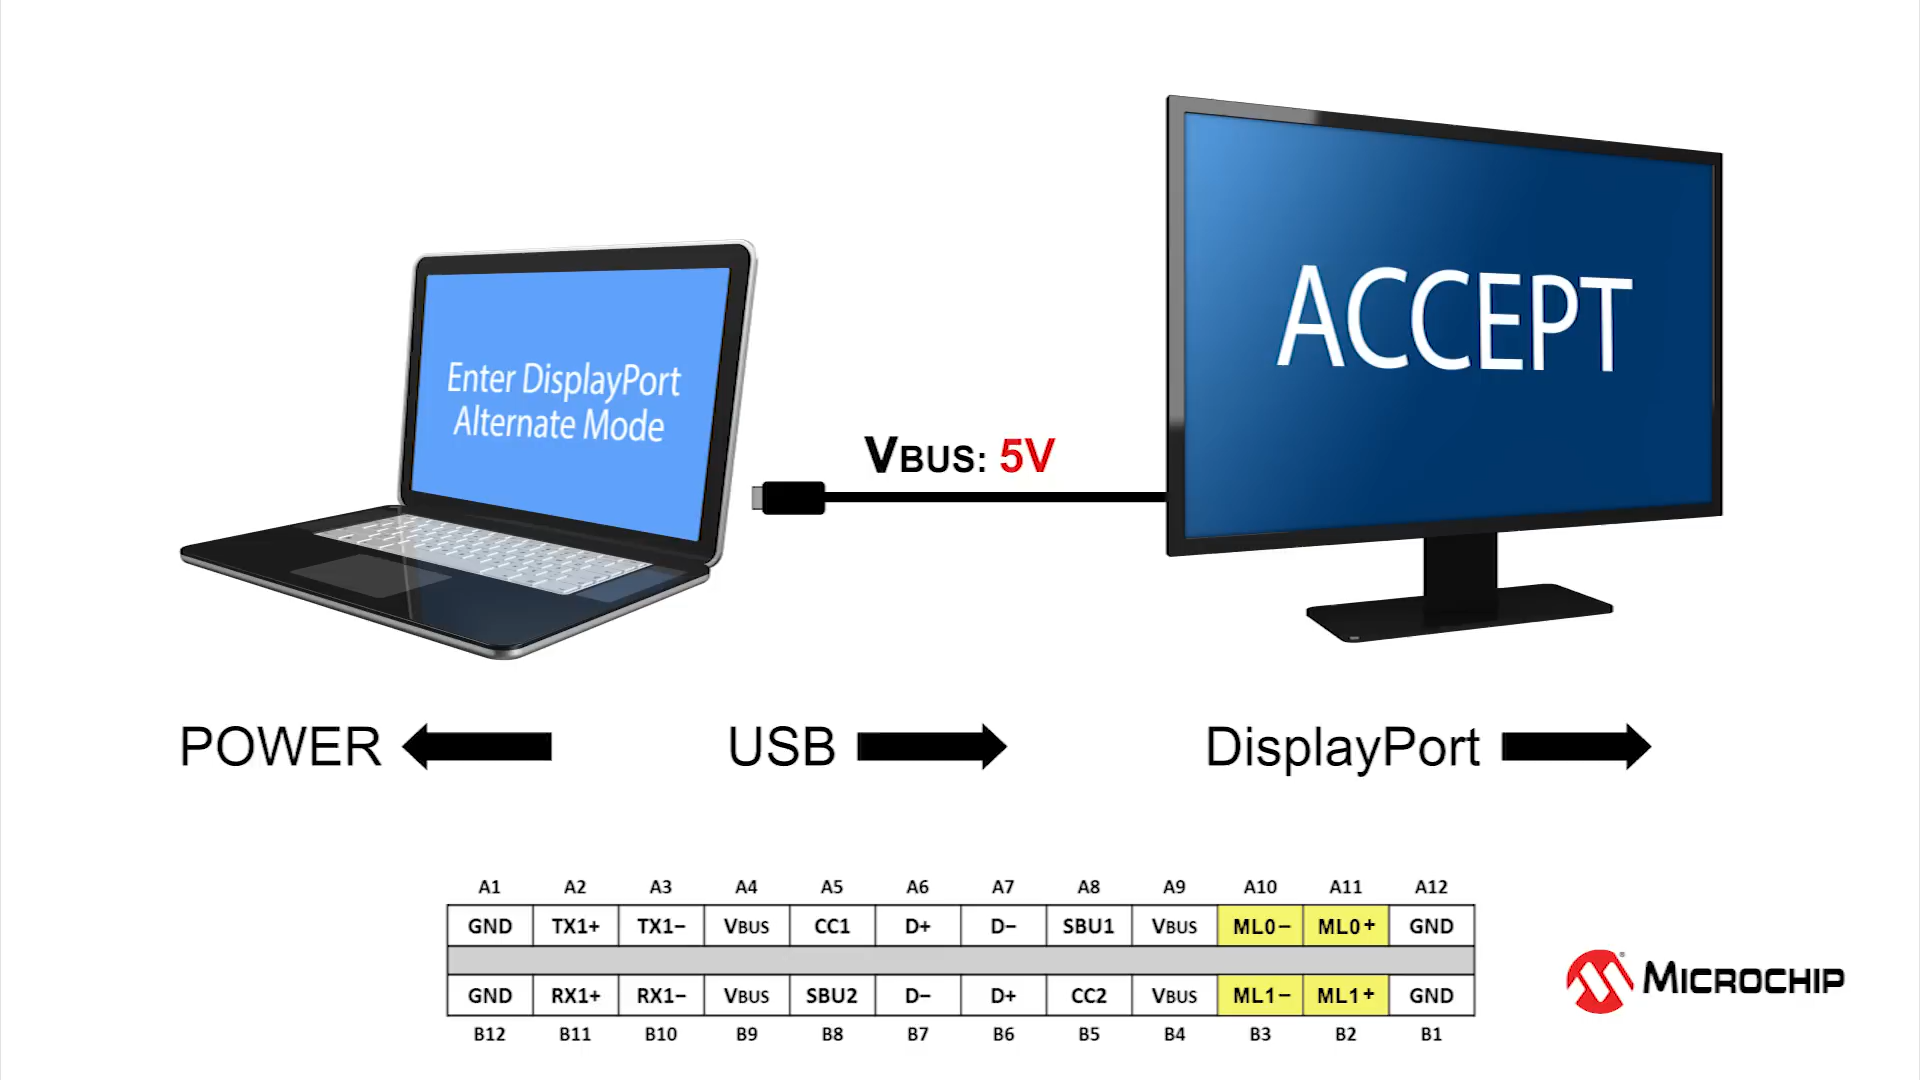 Enter DisplayPort
Alternate Mode
ACCEPT
VBUS: 5V
POWER
USB
DisplayPort
A1 A2 A3 A4 A5 A6 A7 A8 A9 A10 A11 A12
GND TX1+ TX1− VBUS CC1 D+ D− SBU1 VBUS ML0− ML0+ GND
GND RX1+ RX1− VBUS SBU2 D− D+ CC2 VBUS ML1− ML1+ GND
B12 B11 B10 B9 B8 B7 B6 B5 B4 B3 B2 B1
MICROCHIP